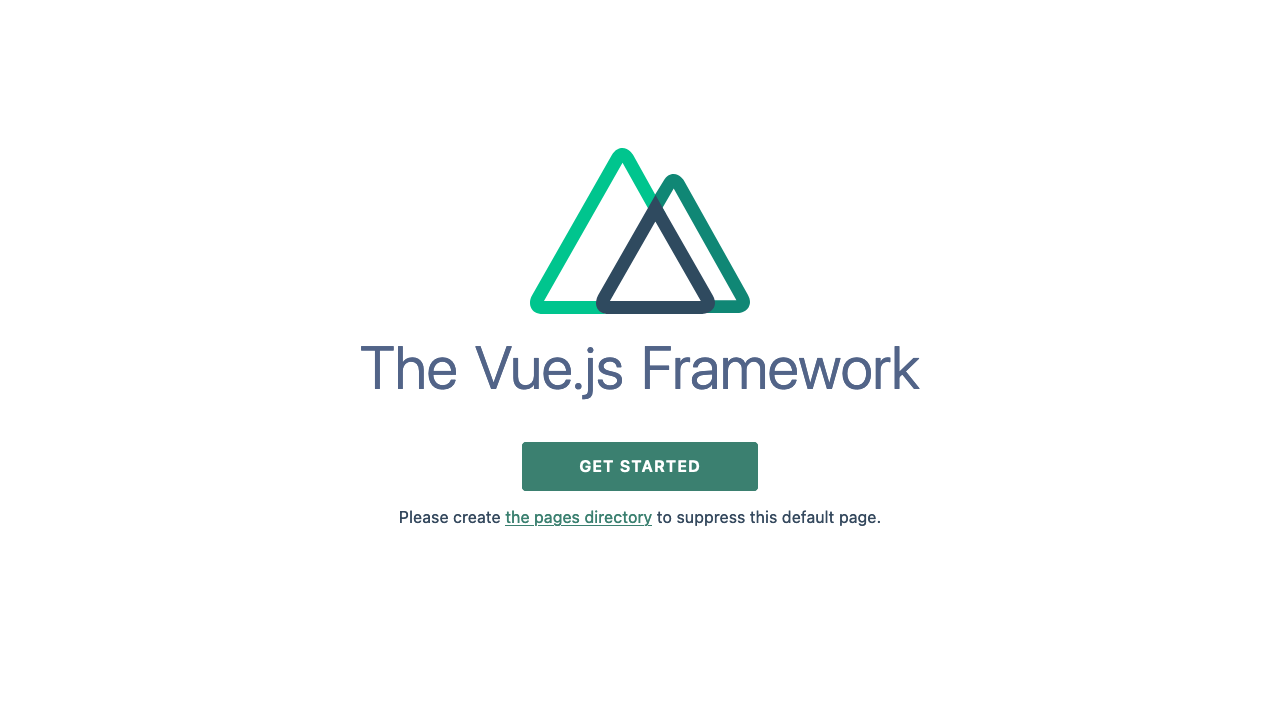 The Vue.js Framework
GET STARTED
Please create the pages directory to suppress this default page.